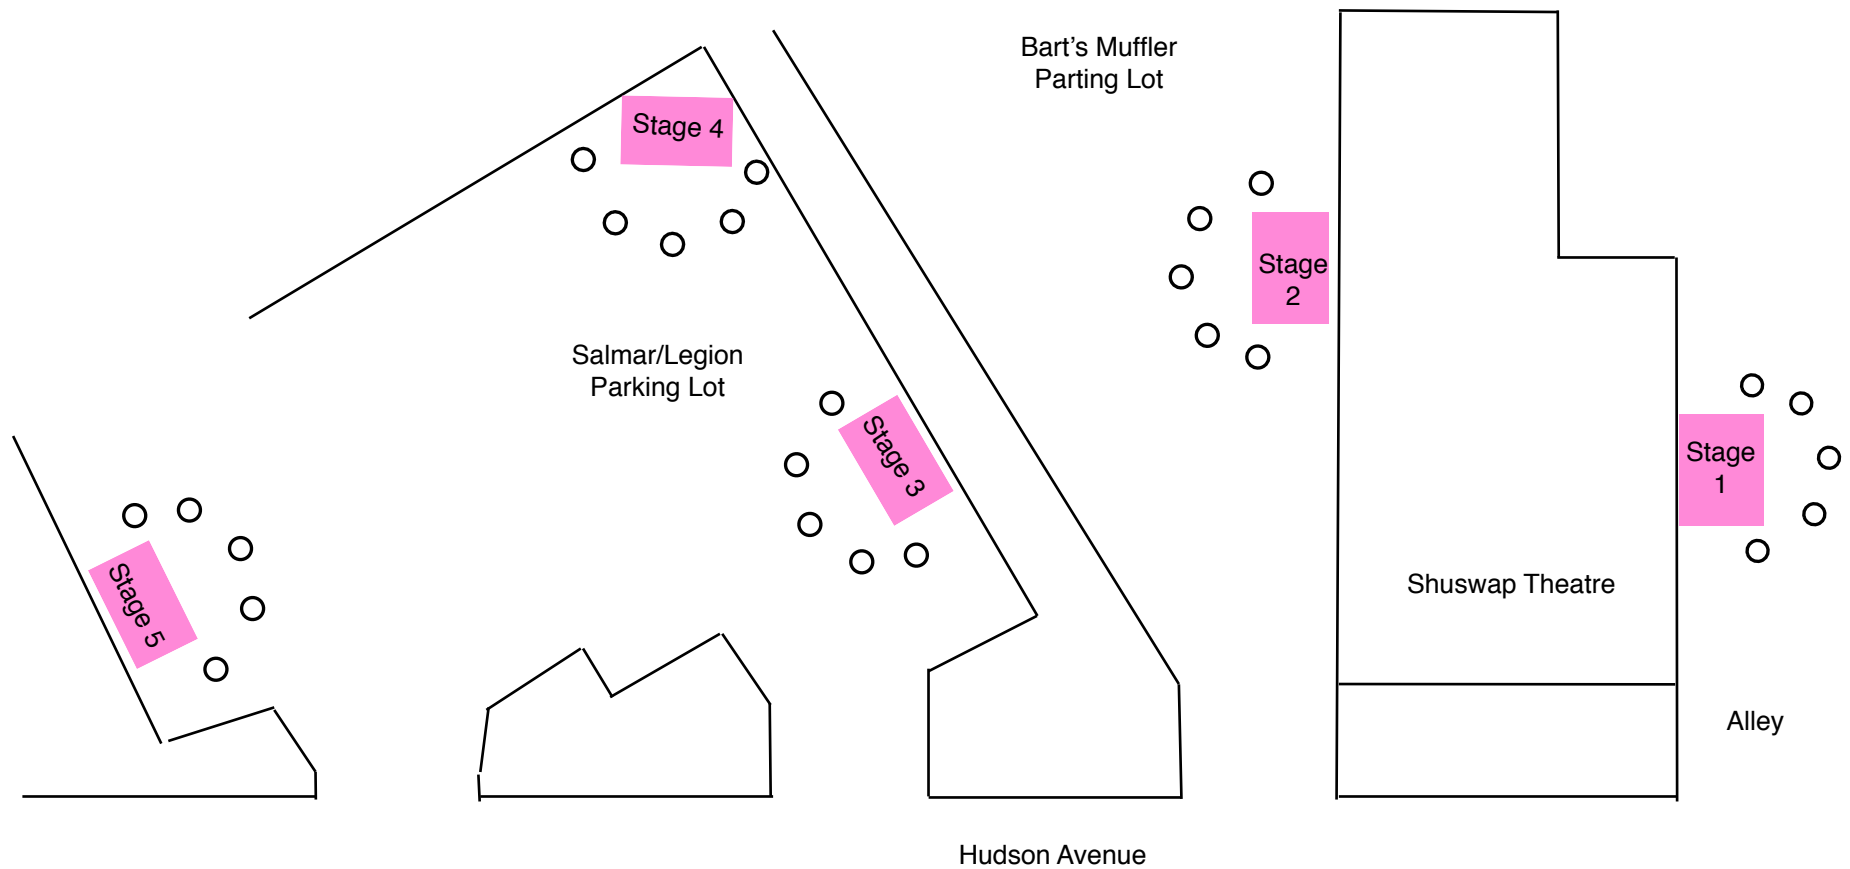 Bart’s Muffler
Parting Lot
Stage 4
Stage
2
Salmar/Legion
Parking Lot
Stage 3
Stage
1
Stage 5
Shuswap Theatre
Alley
Hudson Avenue